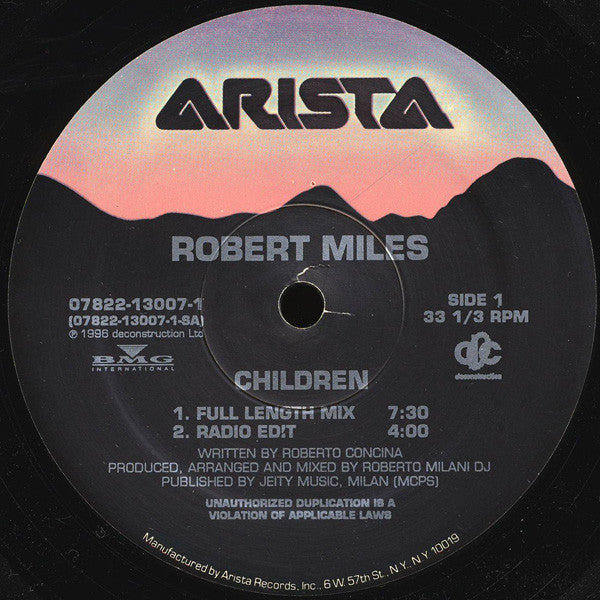 ARISTA
ROBERT MILES
07822-13007-1
(07822-13007-1-SA)
℗ 1996 deconstruction Ltd
BMG
INTERNATIONAL
SIDE 1
33 1/3 RPM
deconstruction
CHILDREN
1. FULL LENGTH MIX 7:30
2. RADIO EDIT 4:00
WRITTEN BY ROBERTO CONCINA
PRODUCED, ARRANGED AND MIXED BY ROBERTO MILANI DJ
PUBLISHED BY JEITY MUSIC, MILAN (MCPS)
UNAUTHORIZED DUPLICATION IS A
VIOLATION OF APPLICABLE LAWS
Manufactured by Arista Records, Inc., 6 W. 57th St., N.Y., N.Y. 10019